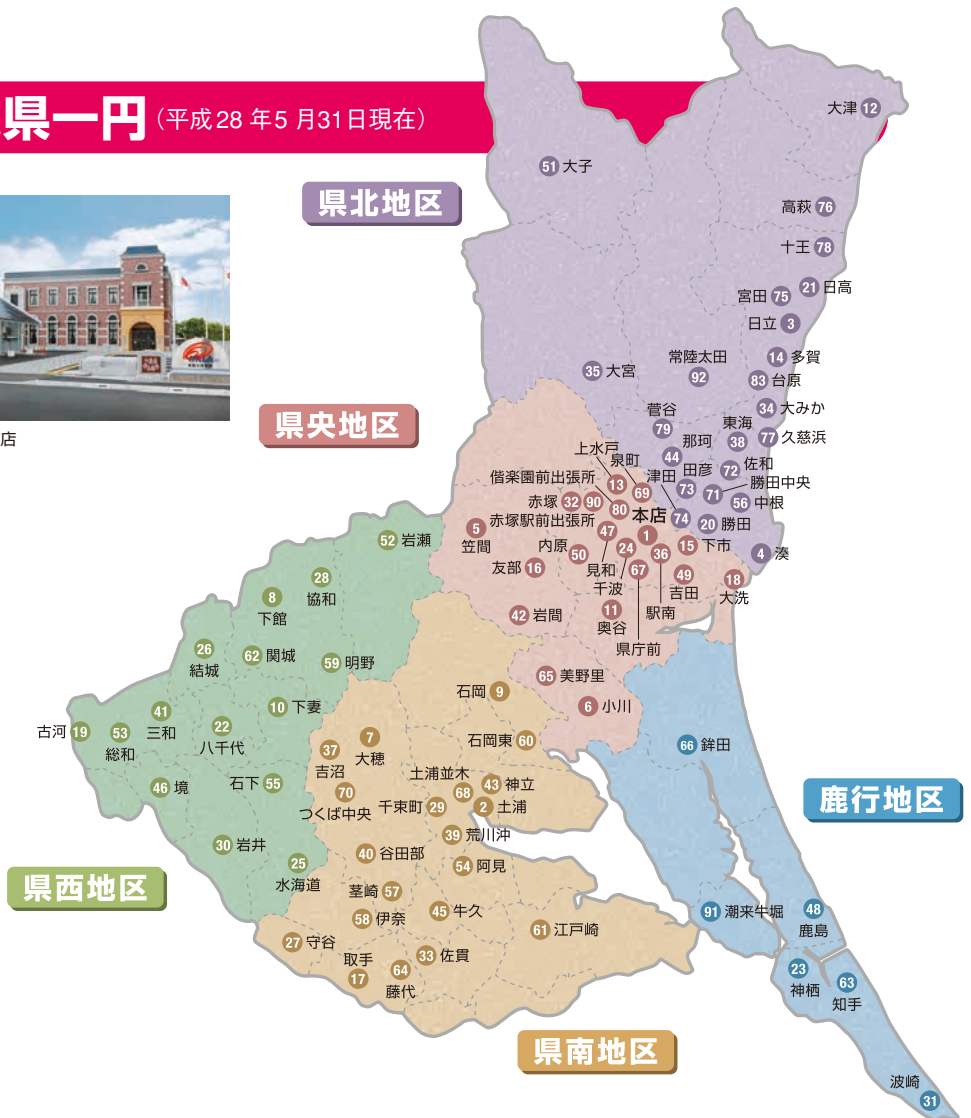 県一円(平成28年5月31日現在)
店
県北地区
大津 12
51 大子
高萩 76
十王 78
21 日高
宮田 75
日立 3
14 多賀
常陸太田
92
35 大宮
83 台原
34 大みか
菅谷
79
東海
38
77 久慈浜
那珂
44
佐和
72
田彦
73
勝田中央
71
56 中根
津田
74
20 勝田
4 湊
県央地区
上水戸
13
泉町
69
偕楽園前出張所
80
赤塚 32 90
赤塚駅前出張所
本店
1
47
見和
5
笠間
内原
50
24
千波
36
駅南
15 下市
友部 16
67
県庁前
49
吉田
18
大洗
42 岩間
11
奥谷
65 美野里
6 小川
県西地区
52 岩瀬
28
協和
8
下館
26
結城
62 関城
59 明野
10 下妻
41
三和
22
八千代
古河 19
53
総和
46 境
石下 55
30 岩井
25
水海道
県南地区
石岡 9
石岡東 60
7
大穂
37
吉沼
70
つくば中央
土浦並木
68
43 神立
千束町 29
2 土浦
39 荒川沖
40 谷田部
54 阿見
茎崎 57
58 伊奈
45 牛久
61 江戸崎
27 守谷
33 佐貫
取手
17
64
藤代
鹿行地区
66 鉾田
91 潮来牛堀
48
鹿島
23
神栖
63
知手
波崎
31